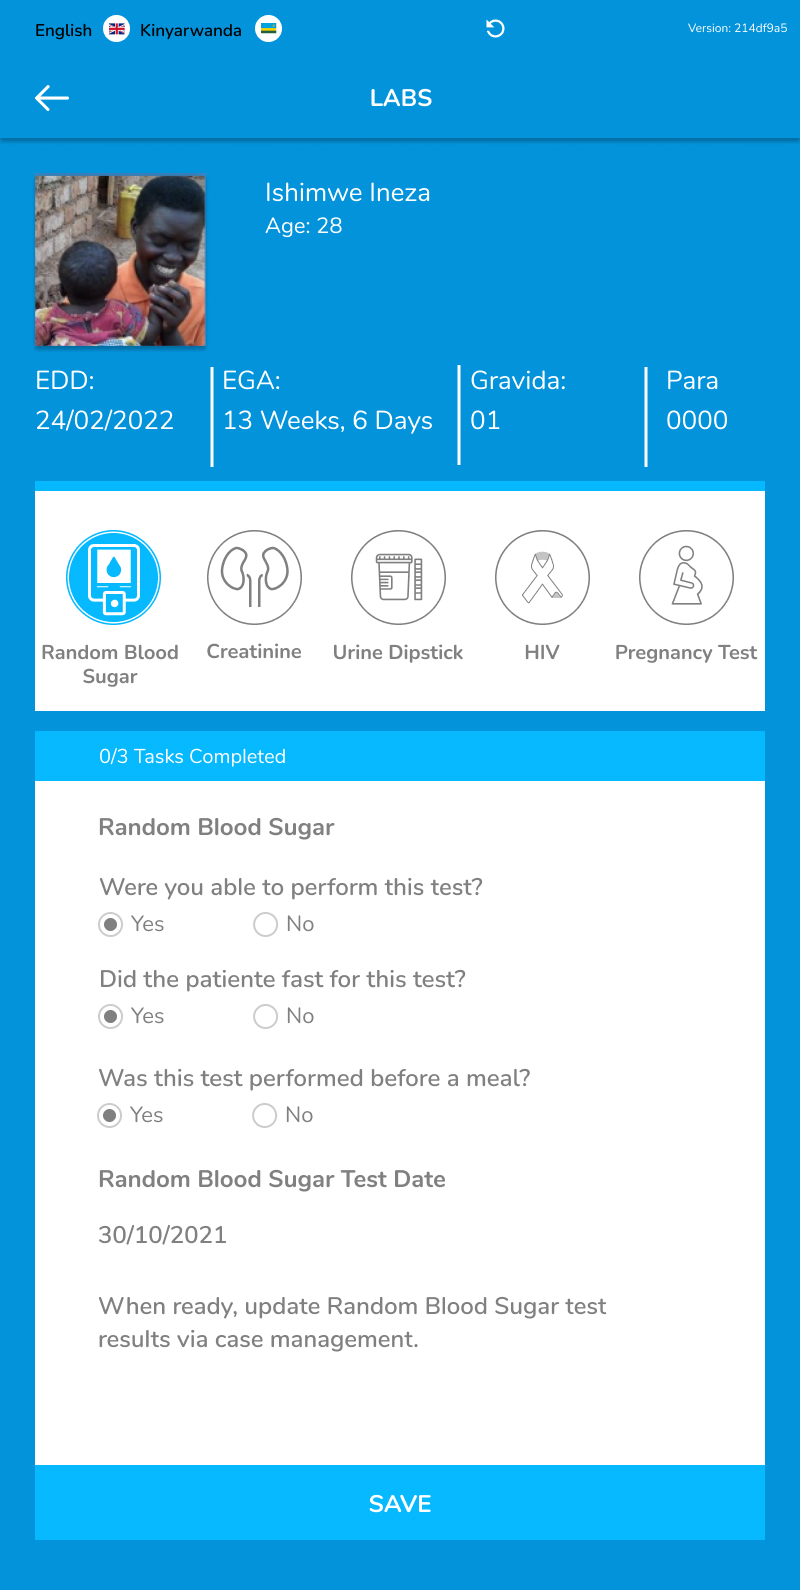 English Kinyarwanda Version: 214df9a5
LABS
Ishimwe Ineza
Age: 28
EDD: EGA: Gravida: Para
24/02/2022 13 Weeks, 6 Days 01 0000
Random Blood Sugar
Creatinine
Urine Dipstick
HIV
Pregnancy Test
0/3 Tasks Completed
Random Blood Sugar
Were you able to perform this test?
Yes No
Did the patiente fast for this test?
Yes No
Was this test performed before a meal?
Yes No
Random Blood Sugar Test Date
30/10/2021
When ready, update Random Blood Sugar test
results via case management.
SAVE